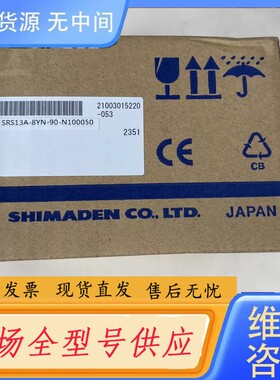 货源 无中间
21003015220
-053
SRS13A-8YN-90-N100050
2351
CB
SHIMADEN CO., LTD. JAPAN
发票 现货直发 售后无忧
场全型号供应
维
咨